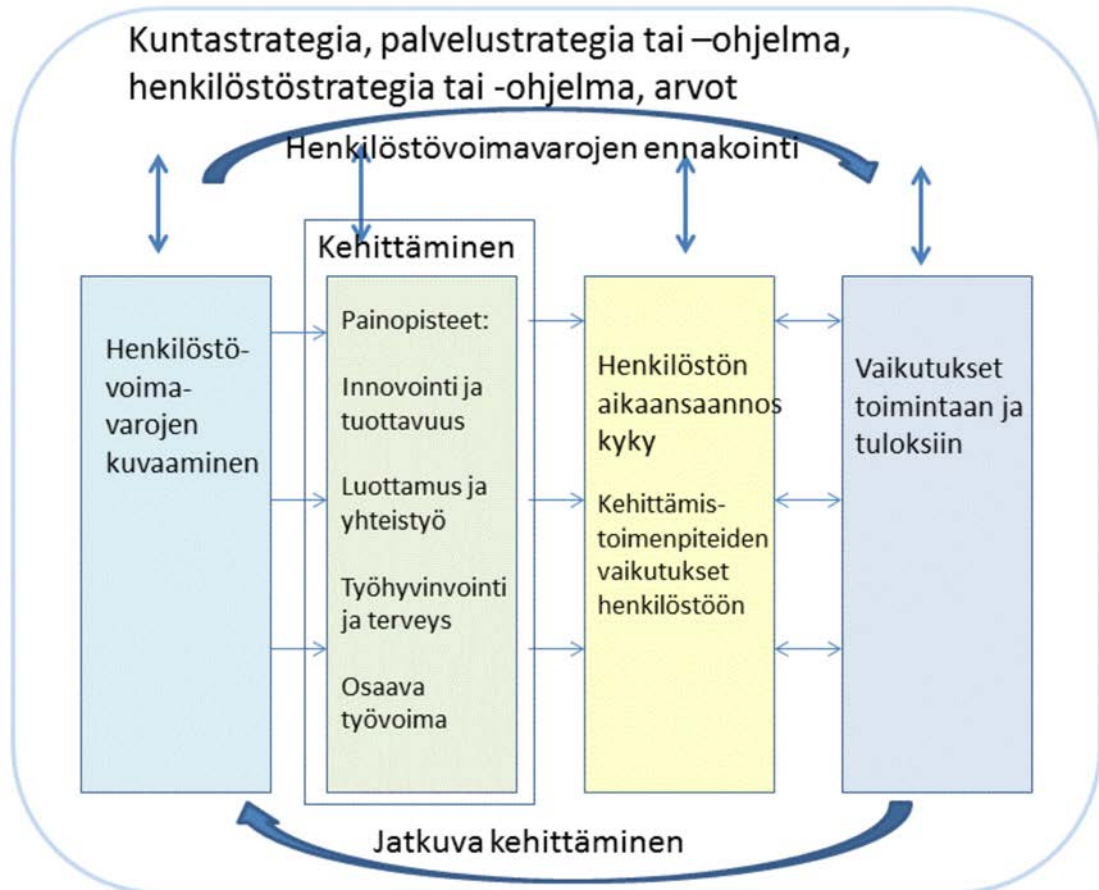 Kuntastrategia, palvelustrategia tai –ohjelma,
henkilöstöstrategia tai -ohjelma, arvot
Henkilöstövoimavarojen ennakointi
Henkilöstö-
voima-
varojen
kuvaaminen
Kehittäminen
Painopisteet:
Innovointi ja
tuottavuus
Luottamus ja
yhteistyö
Työhyvinvointi
ja terveys
Osaava
työvoima
Henkilöstön
aikaansaannos
kyky
Kehittämis-
toimenpiteiden
vaikutukset
henkilöstöön
Vaikutukset
toimintaan ja
tuloksiin
Jatkuva kehittäminen